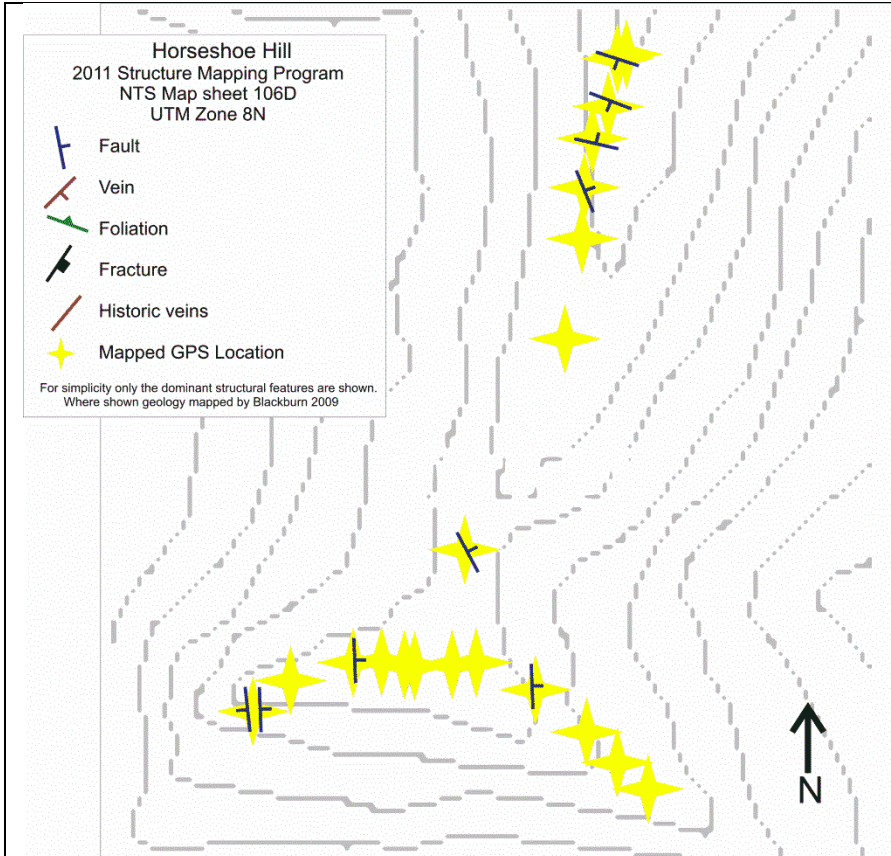 Horseshoe Hill
2011 Structure Mapping Program
NTS Map sheet 106D
UTM Zone 8N
Fault
Vein
Foliation
Fracture
Historic veins
Mapped GPS Location
For simplicity only the dominant structural features are shown.
Where shown geology mapped by Blackburn 2009
N